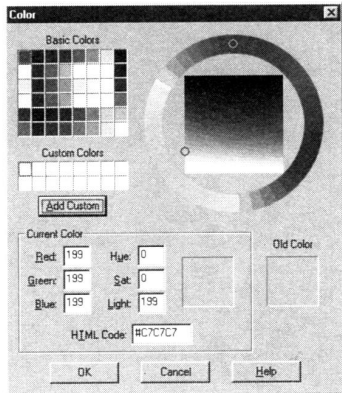 Color
Basic Colors
Custom Colors
Add Custom
Current Color
Old Color
Red: 199 Hue: 0
Green: 199 Sat: 0
Blue: 199 Light: 199
HTML Code: #C7C7C7
OK Cancel Help